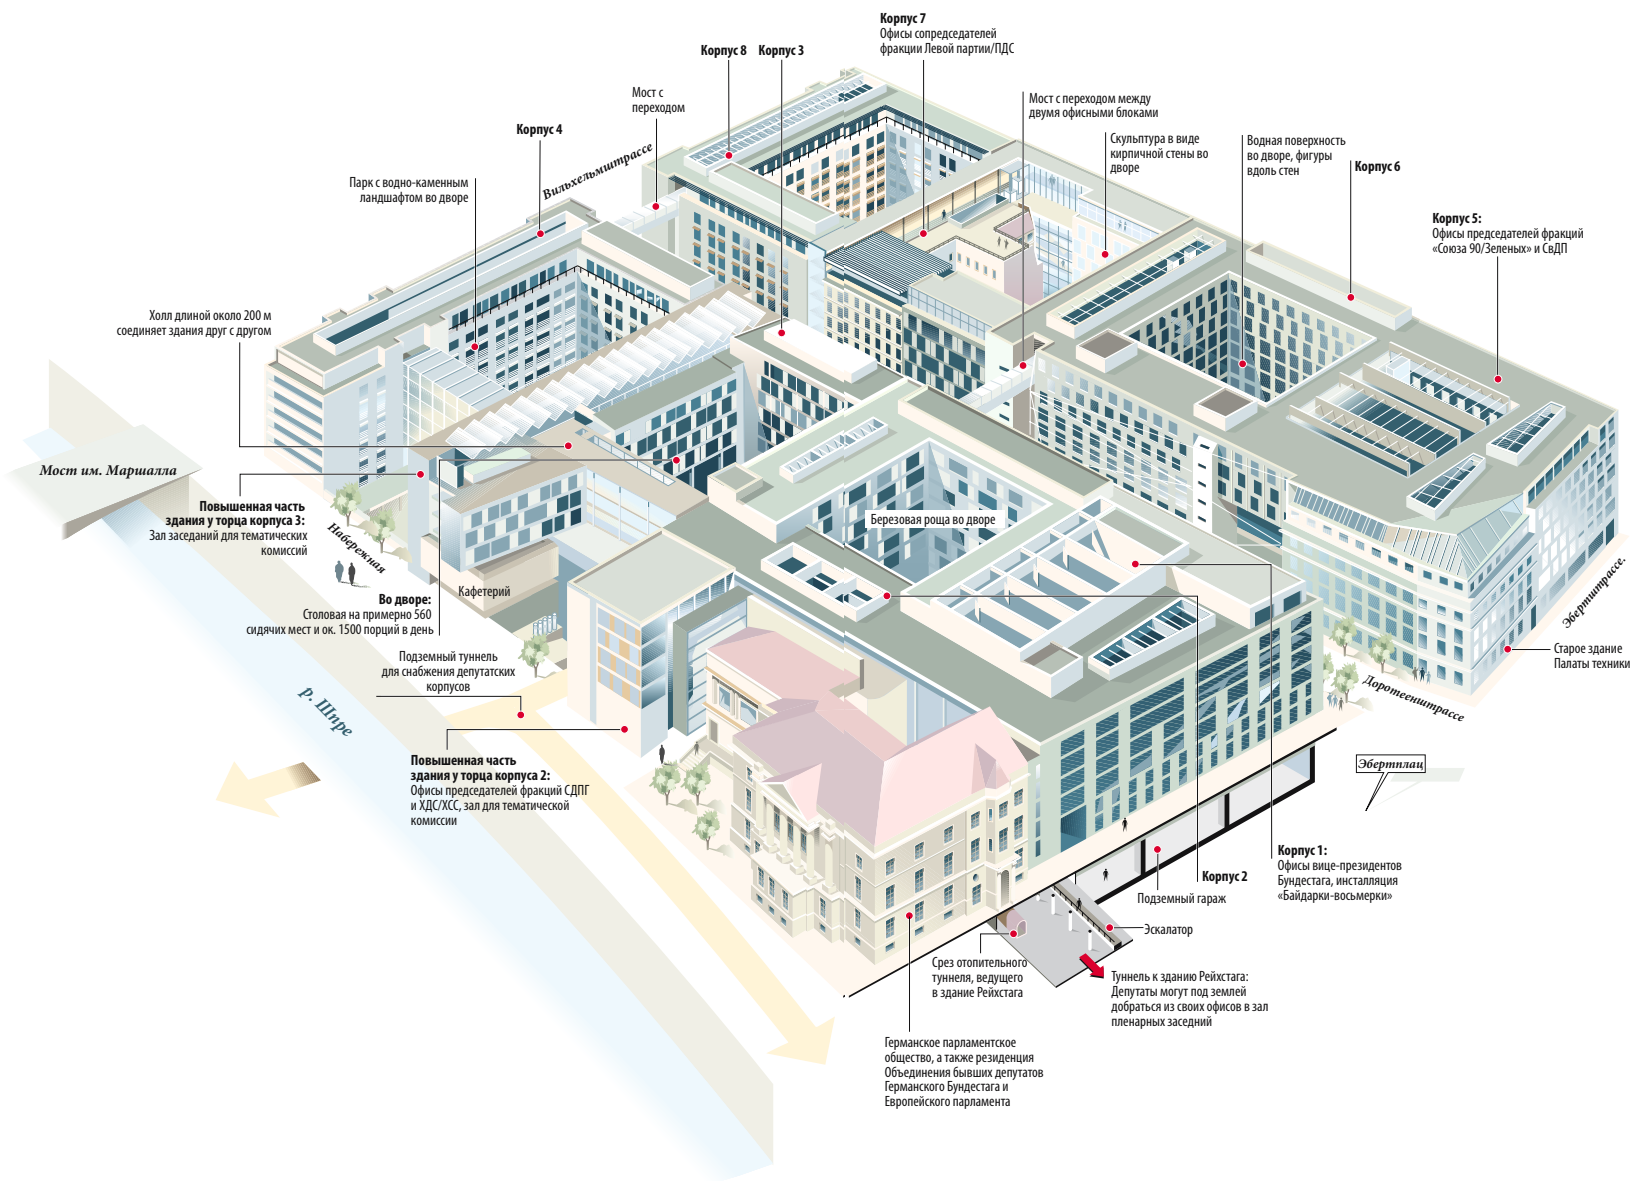 Корпус 7
Офисы сопредседателей
фракции Левой партии/ПДС
Корпус 8
Корпус 3
Мост с
переходом
Мост с переходом между
двумя офисными блоками
Корпус 4
Вильхельмштрассе
Скульптура в виде
кирпичной стены во
дворе
Водная поверхность
во дворе, фигуры
вдоль стен
Корпус 6
Парк с водно-каменным
ландшафтом во дворе
Корпус 5:
Офисы председателей фракций
«Союза 90/Зеленых» и СвДП
Холл длиной около 200 м
соединяет здания друг с другом
Мост им. Маршалла
Повышенная часть
здания у торца корпуса 3:
Зал заседаний для тематических
комиссий
Набережная
Березовая роща во дворе
Кафетерий
Во дворе:
Столовая на примерно 560
сидячих мест и ок. 1500 порций в день
Эбертштрассе.
Старое здание
Палаты техники
Подземный туннель
для снабжения депутатских
корпусов
Доротеенштрассе
р. Шпре
Повышенная часть
здания у торца корпуса 2:
Офисы председателей фракций СДПГ
и ХДС/ХСС, зал для тематической
комиссии
Эбертплац
Корпус 1:
Офисы вице-президентов
Бундестага, инсталляция
«Байдарки-восьмерки»
Корпус 2
Подземный гараж
Эскалатор
Срез отопительного
туннеля, ведущего
в здание Рейхстага
Туннель к зданию Рейхстага:
Депутаты могут под землей
добраться из своих офисов в зал
пленарных заседний
Германское парламентское
общество, а также резиденция
Объединения бывших депутатов
Германского Бундестага и
Европейского парламента